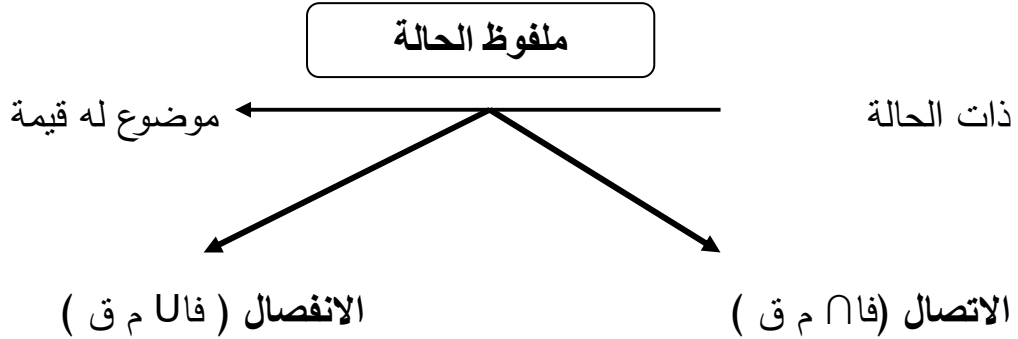 ملفوظ الحالة
ذات الحالة موضوع له قيمة
الاتصال (فا∩ م ق ) الانفصال ( فاU م ق )